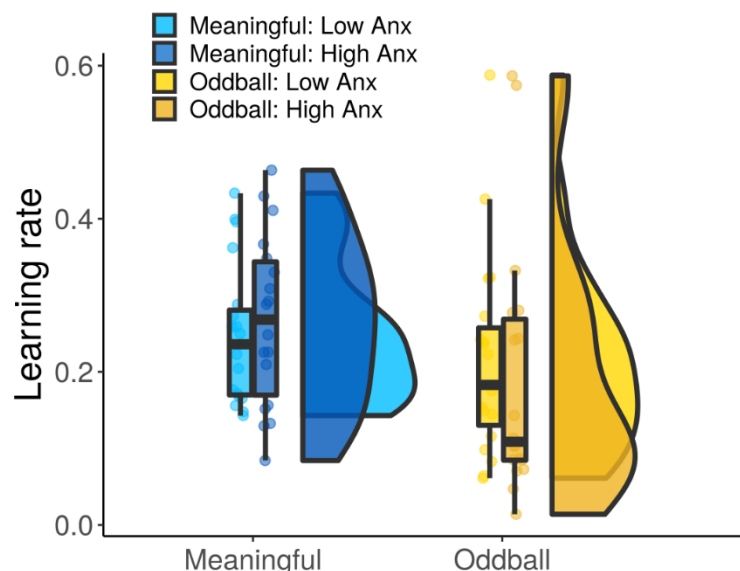 Meaningful: Low Anx
Meaningful: High Anx
Oddball: Low Anx
Oddball: High Anx
Learning rate
0.6
0.4
0.2
0.0
Meaningful
Oddball